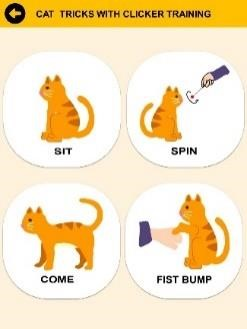 CAT TRICKS WITH CLICKER TRAINING
SIT
SPIN
COME
FIST BUMP